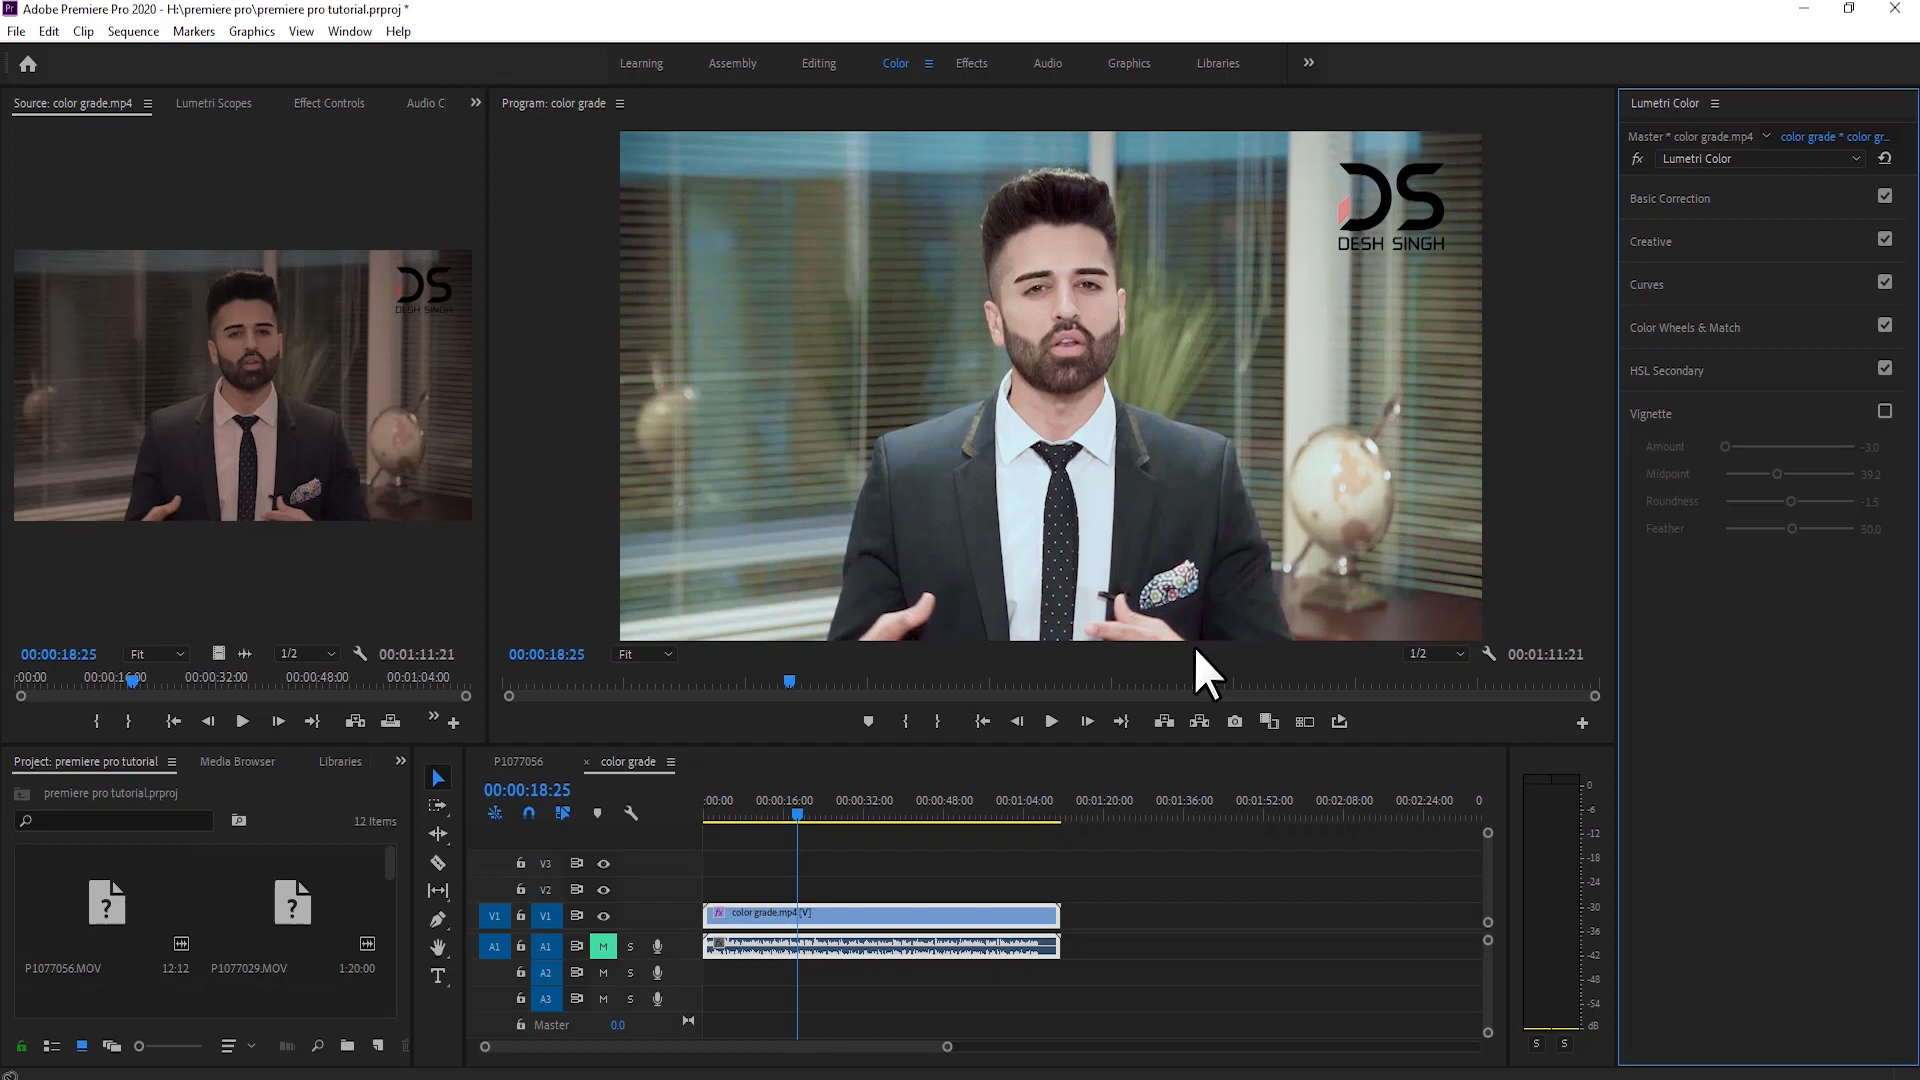 Adobe Premiere Pro 2020 - H:\premiere pro\premiere pro tutorial.prproj *
File Edit Clip Sequence Markers Graphics View Window Help
Learning Assembly Editing Color Effects Audio Graphics Libraries
Source: color grade.mp4 Lumetri Scopes Effect Controls Audio C
Program: color grade
DS
DESH SINGH
DS
DESH SINGH
00:00:18:25 Fit 1/2 00:01:11:21
:00:00 00:00:16:00 00:00:32:00 00:00:48:00 00:01:04:00
00:00:18:25 Fit 1/2 00:01:11:21
Lumetri Color
Master * color grade.mp4 color grade * color gr...
fx Lumetri Color
Basic Correction
Creative
Curves
Color Wheels & Match
HSL Secondary
Vignette
Amount -3.0
Midpoint 39.2
Roundness -1.5
Feather 50.0
Project: premiere pro tutorial Media Browser Libraries
premiere pro tutorial.prproj
12 Items
P1077056.MOV 12:12 P1077029.MOV 1:20:00
P1077056 × color grade
00:00:18:25
:00:00 00:00:16:00 00:00:32:00 00:00:48:00 00:01:04:00 00:01:20:00 00:01:36:00 00:01:52:00 00:02:08:00 00:02:24:00 0
V3
V2
V1 V1
fx color grade.mp4 [V]
A1 A1 M S
fx
A2 M S
A3 M S
Master 0.0
0
-6
-12
-18
-24
-30
-36
-42
-48
-54
dB
S S